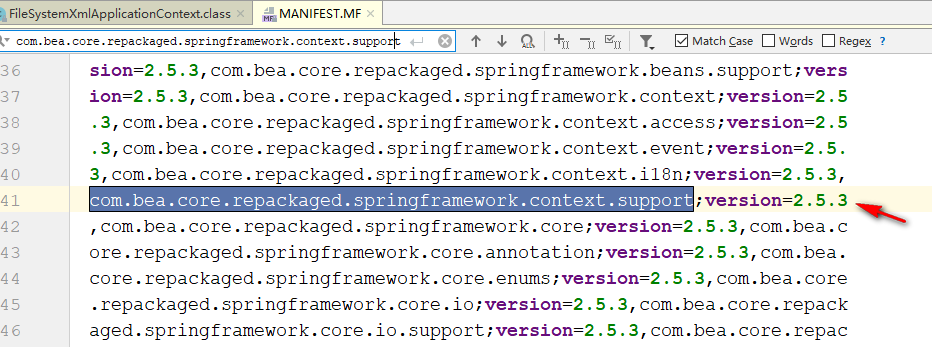 FileSystemXmlApplicationContext.class MANIFEST.MF
com.bea.core.repackaged.springframework.context.support Match Case Words Regex ?
36 sion=2.5.3,com.bea.core.repackaged.springframework.beans.support;vers
37 ion=2.5.3,com.bea.core.repackaged.springframework.context;version=2.5
38 .3,com.bea.core.repackaged.springframework.context.access;version=2.5
39 .3,com.bea.core.repackaged.springframework.context.event;version=2.5.
40 3,com.bea.core.repackaged.springframework.context.i18n;version=2.5.3,
41 com.bea.core.repackaged.springframework.context.support;version=2.5.3
42 ,com.bea.core.repackaged.springframework.core;version=2.5.3,com.bea.c
43 ore.repackaged.springframework.core.annotation;version=2.5.3,com.bea.
44 core.repackaged.springframework.core.enums;version=2.5.3,com.bea.core
45 .repackaged.springframework.core.io;version=2.5.3,com.bea.core.repack
46 aged.springframework.core.io.support;version=2.5.3,com.bea.core.repac